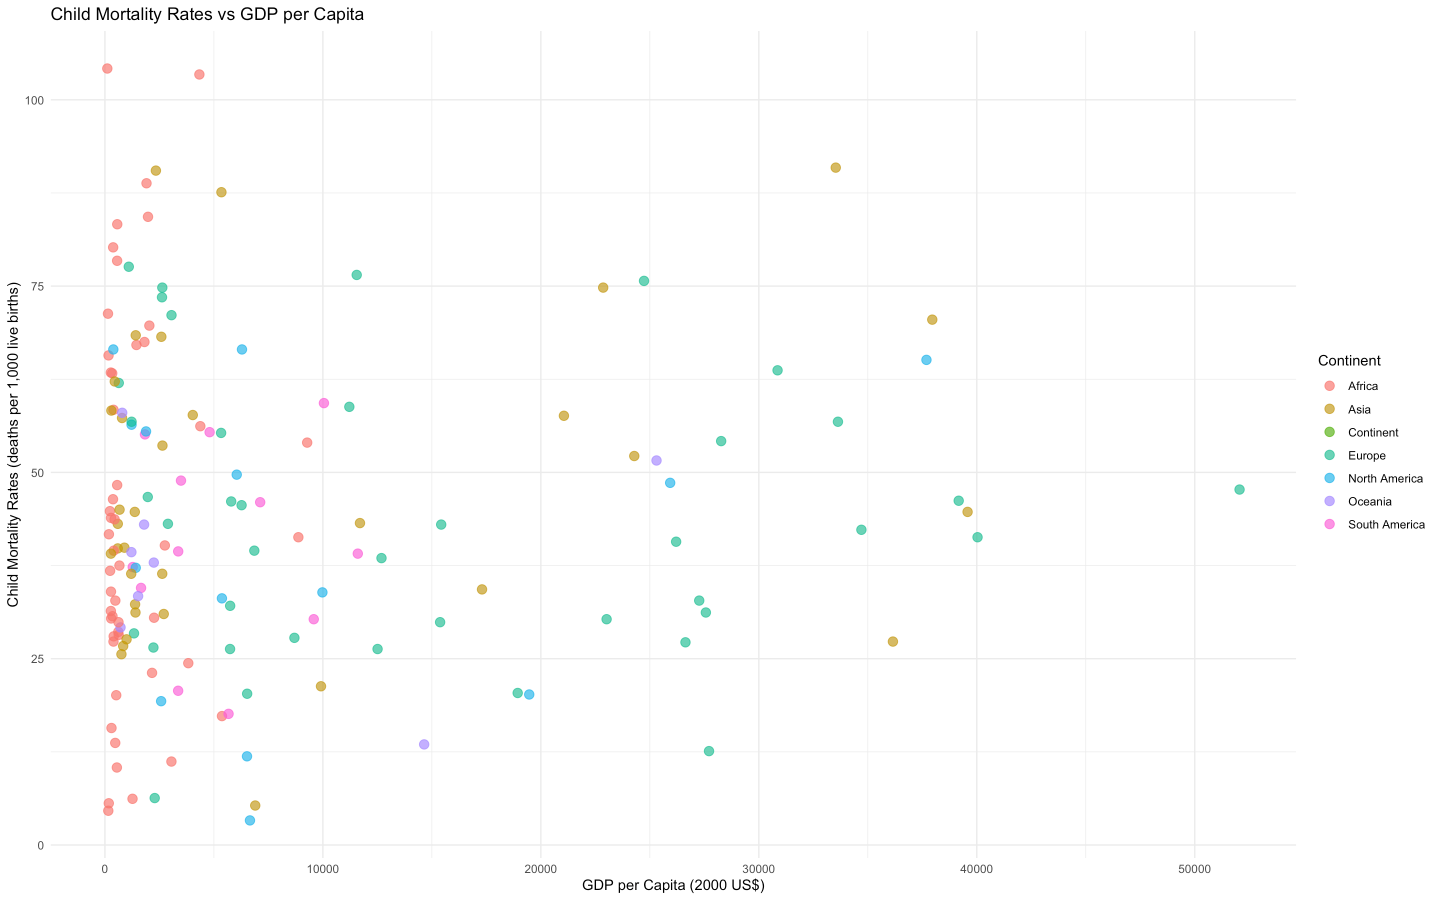 Child Mortality Rates vs GDP per Capita
Child Mortality Rates (deaths per 1,000 live births)
100
75
50
25
0
0
10000
20000
30000
40000
50000
GDP per Capita (2000 US$)
Continent
Africa
Asia
Continent
Europe
North America
Oceania
South America